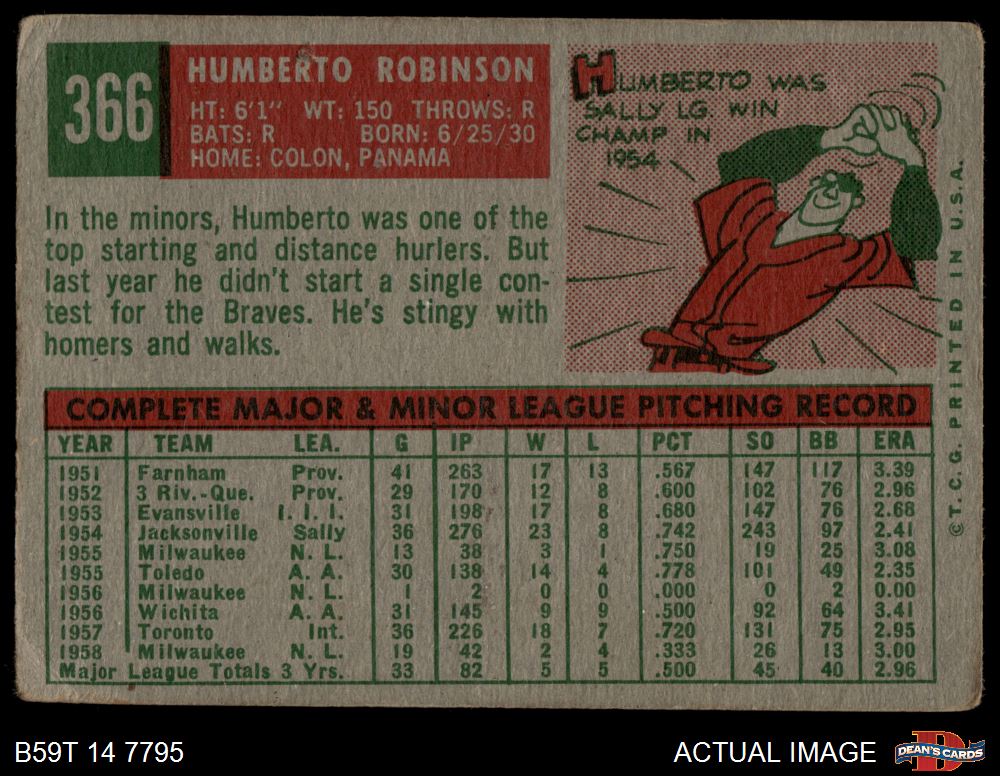 366
HUMBERTO ROBINSON
HT: 6'1" WT: 150 THROWS: R
BATS: R BORN: 6/25/30
HOME: COLON, PANAMA
HUMBERTO WAS
SALLY LG. WIN
CHAMP IN
1954
In the minors, Humberto was one of the
top starting and distance hurlers. But
last year he didn't start a single con-
test for the Braves. He's stingy with
homers and walks.
COMPLETE MAJOR & MINOR LEAGUE PITCHING RECORD
YEAR TEAM LEA. G IP W L PCT SO BB ERA
1951 Farnham Prov. 41 263 17 13 .567 147 117 3.39
1952 3 Riv.-Que. Prov. 29 170 12 8 .600 102 76 2.96
1953 Evansville I. I. I. 31 198 17 8 .680 147 76 2.68
1954 Jacksonville Sally 36 276 23 8 .742 243 97 2.41
1955 Milwaukee N. L. 13 38 3 1 .750 19 25 3.08
1955 Toledo A. A. 30 138 14 4 .778 101 49 2.35
1956 Milwaukee N. L. 1 2 0 0 .000 0 2 0.00
1956 Wichita A. A. 31 145 9 9 .500 92 64 3.41
1957 Toronto Int. 36 226 18 7 .720 131 75 2.95
1958 Milwaukee N. L. 19 42 2 4 .333 26 13 3.00
Major League Totals 3 Yrs. 33 82 5 5 .500 45 40 2.96
©T. C. G. PRINTED IN U.S.A.
B59T 14 7795
ACTUAL IMAGE
DEAN'S CARDS